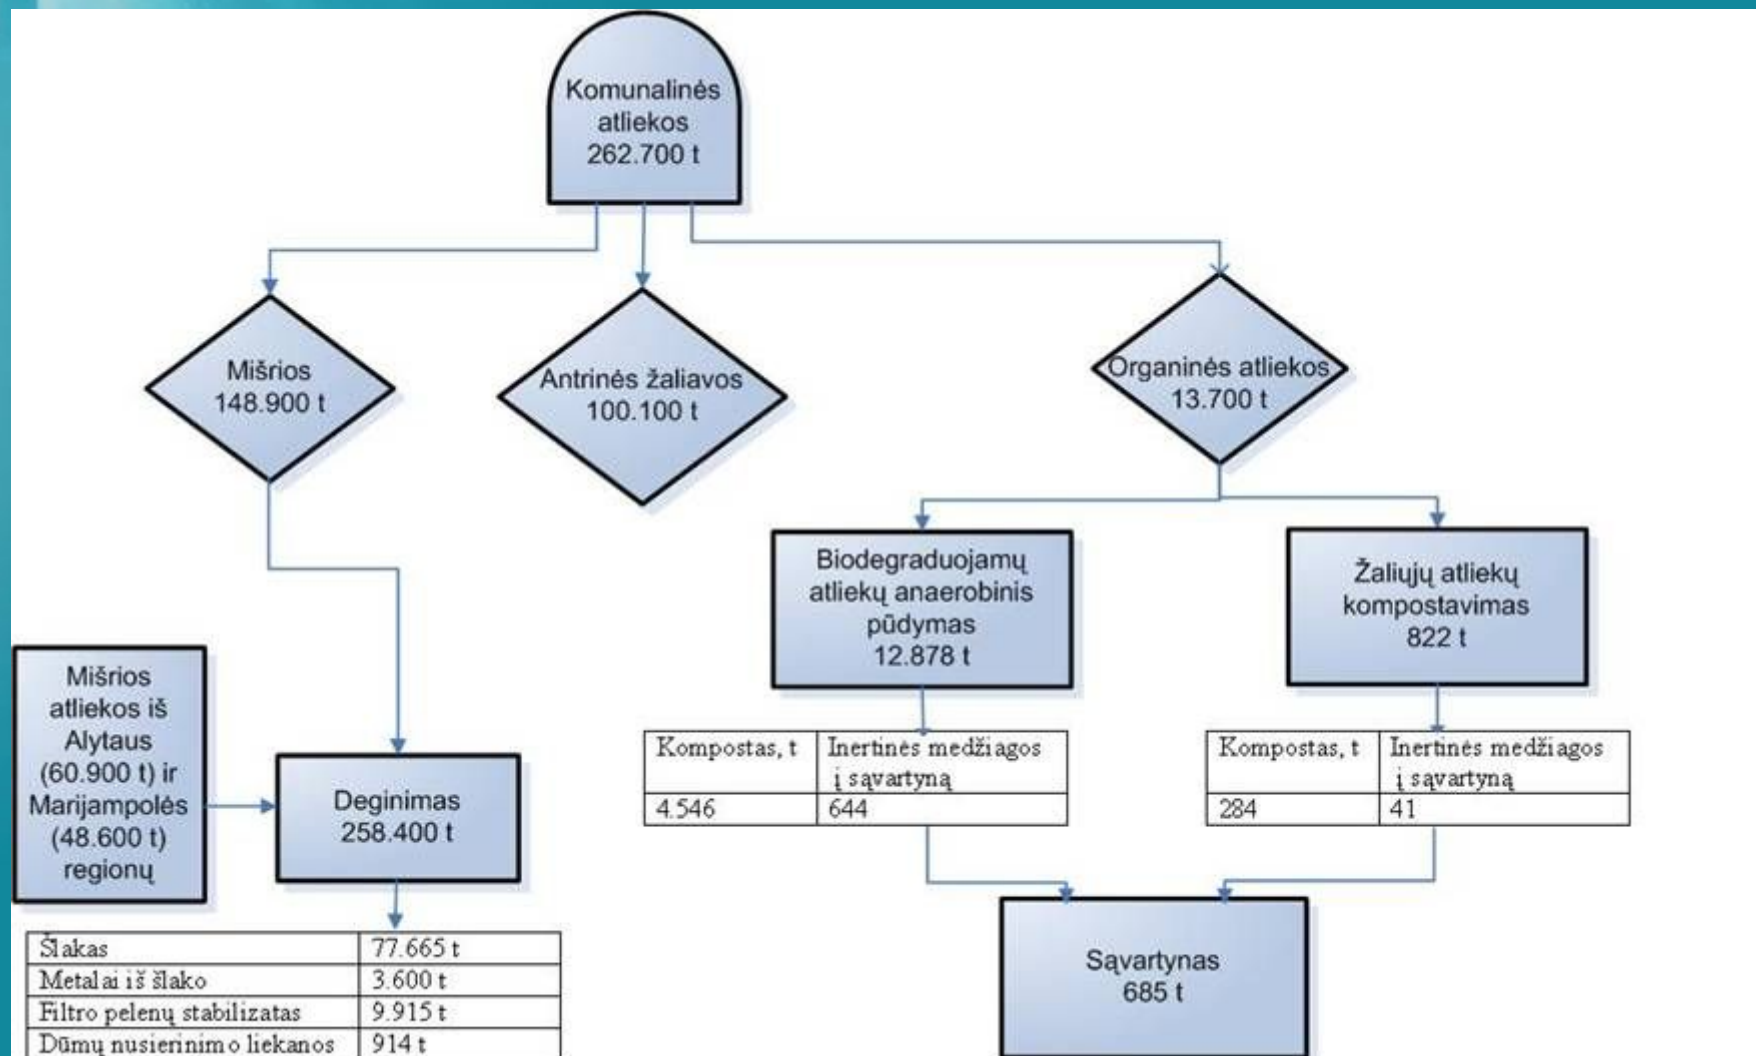 Komunalinės
atliekos
262.700 t
Mišrios
148.900 t
Antrinės žaliavos
100.100 t
Organinės atliekos
13.700 t
Biodegraduojamų
atliekų anaerobinis
pūdymas
12.878 t
Žaliųjų atliekų
kompostavimas
822 t
Mišrios
atliekos iš
Alytaus
(60.900 t) ir
Marijampolės
(48.600 t)
regionų
Deginimas
258.400 t
Kompostas, t
Inertinės medžiagos
į sąvartyną
4.546
644
Kompostas, t
Inertinės medžiagos
į sąvartyną
284
41
Šlakas 77.665 t
Metalai iš šlako 3.600 t
Filtro pelenų stabilizatas 9.915 t
Dūmų nusierinimo liekanos 914 t
Sąvartynas
685 t